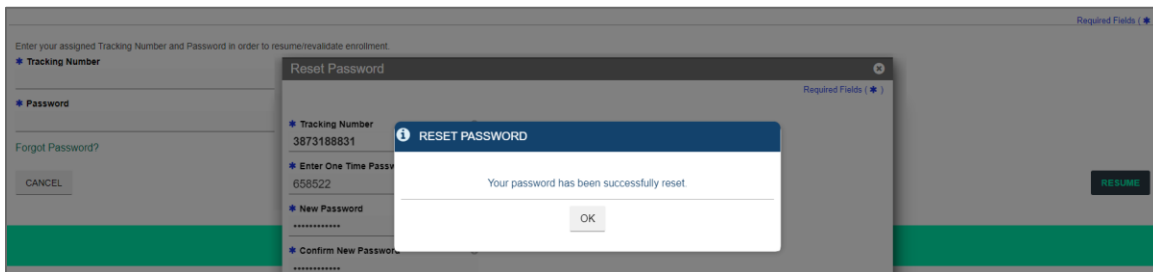 Required Fields ( ✱
Enter your assigned Tracking Number and Password in order to resume/revalidate enrollment.
✱ Tracking Number
✱ Password
Forgot Password?
CANCEL
RESUME
Reset Password
Required Fields ( ✱ )
✱ Tracking Number
3873188831
✱ Enter One Time Passw
658522
✱ New Password
••••••••••••
✱ Confirm New Password
••••••••••••
RESET PASSWORD
Your password has been successfully reset.
OK